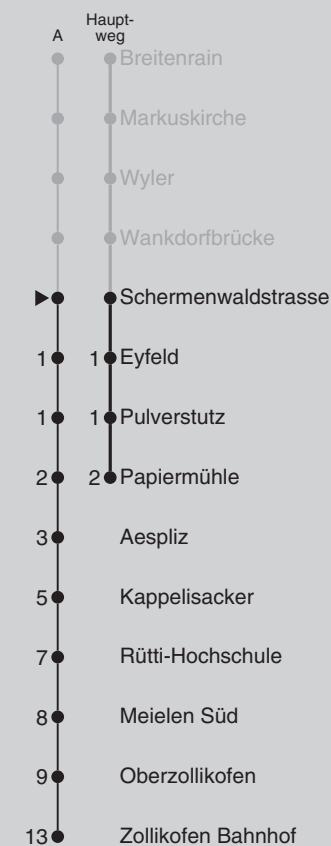 A
Haupt-
weg
Breitenrain
Markuskirche
Wyler
Wankdorfbrücke
Schermenwaldstrasse
1 1 Eyfeld
1 1 Pulverstutz
2 2 Papiermühle
3 Aespliz
5 Kappelisacker
7 Rütti-Hochschule
8 Meielen Süd
9 Oberzollikofen
13 Zollikofen Bahnhof